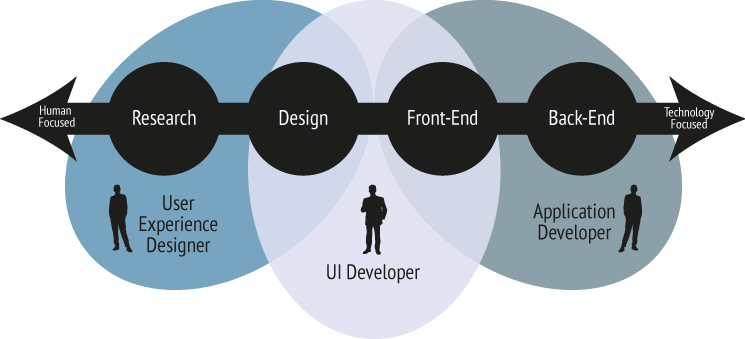 Human
Focused
Research
Design
Front-End
Back-End
Technology
Focused
User
Experience
Designer
UI Developer
Application
Developer